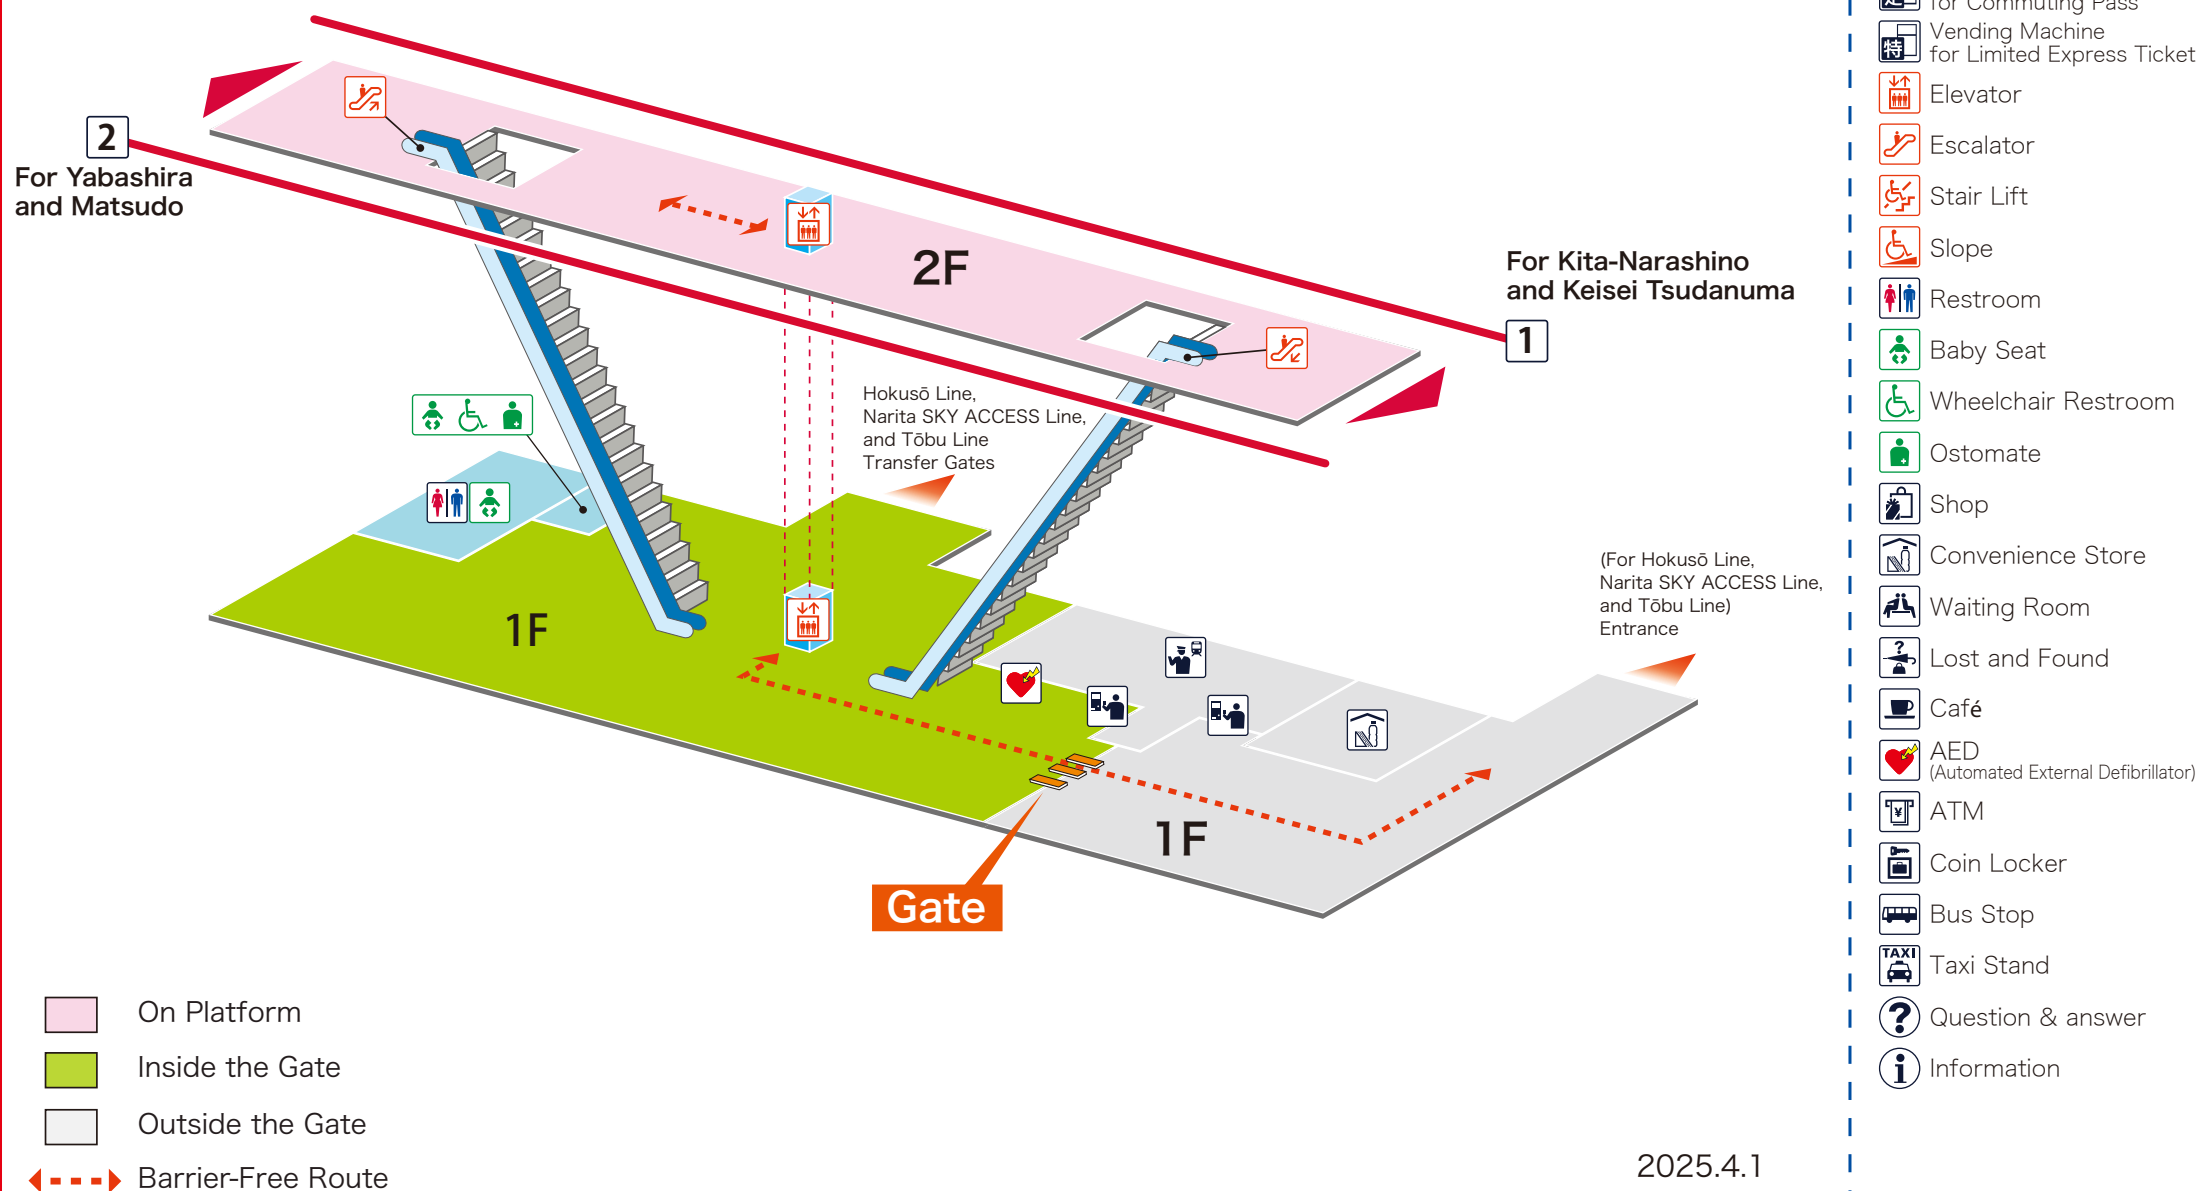 2
For Yabashira
and Matsudo
2F
For Kita-Narashino
and Keisei Tsudanuma
1
Hokusō Line,
Narita SKY ACCESS Line,
and Tōbu Line
Transfer Gates
(For Hokusō Line,
Narita SKY ACCESS Line,
and Tōbu Line)
Entrance
1F
1F
Gate
On Platform
Inside the Gate
Outside the Gate
Barrier-Free Route
2025.4.1
for Commuting Pass
特
Vending Machine
for Limited Express Ticket
Elevator
Escalator
Stair Lift
Slope
Restroom
Baby Seat
Wheelchair Restroom
Ostomate
Shop
Convenience Store
Waiting Room
?
Lost and Found
Café
AED
(Automated External Defibrillator)
¥
ATM
Coin Locker
Bus Stop
TAXI
Taxi Stand
?
Question & answer
i
Information